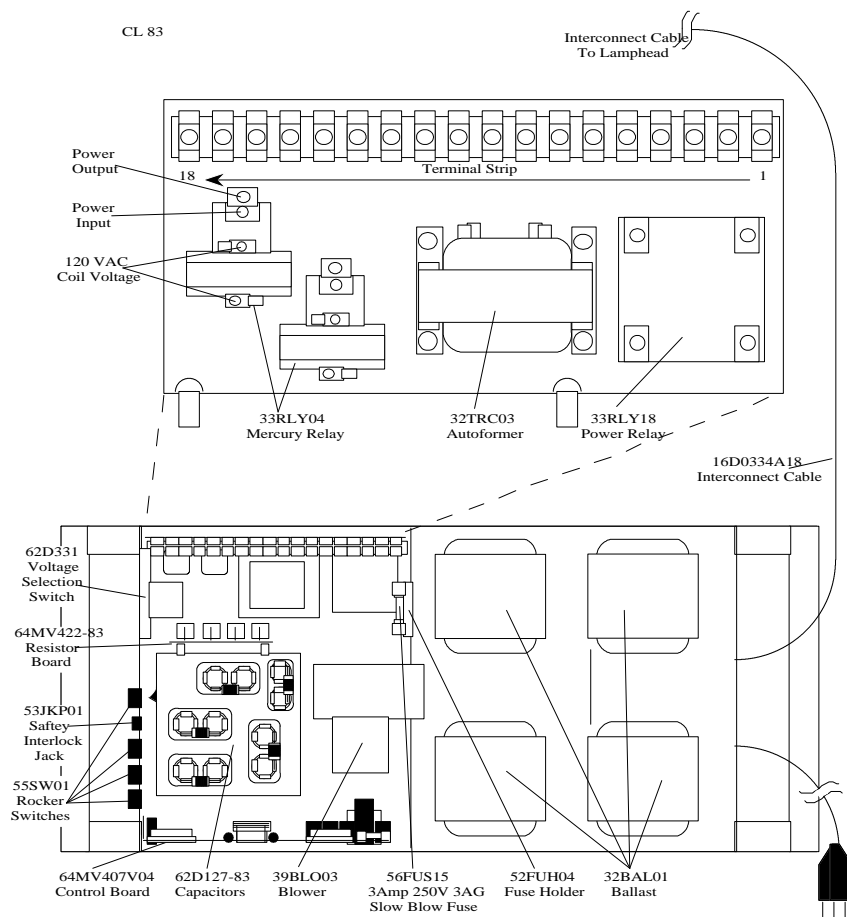 CL 83
Interconnect Cable
To Lamphead
Power
Output
18
Terminal Strip
1
Power
Input
120 VAC
Coil Voltage
33RLY04
Mercury Relay
32TRC03
Autoformer
33RLY18
Power Relay
16D0334A18
Interconnect Cable
62D331
Voltage
Selection
Switch
64MV422-83
Resistor
Board
53JKP01
Saftey
Interlock
Jack
55SW01
Rocker
Switches
64MV407V04
Control Board
62D127-83
Capacitors
39BLO03
Blower
56FUS15
3Amp 250V 3AG
Slow Blow Fuse
52FUH04
Fuse Holder
32BAL01
Ballast